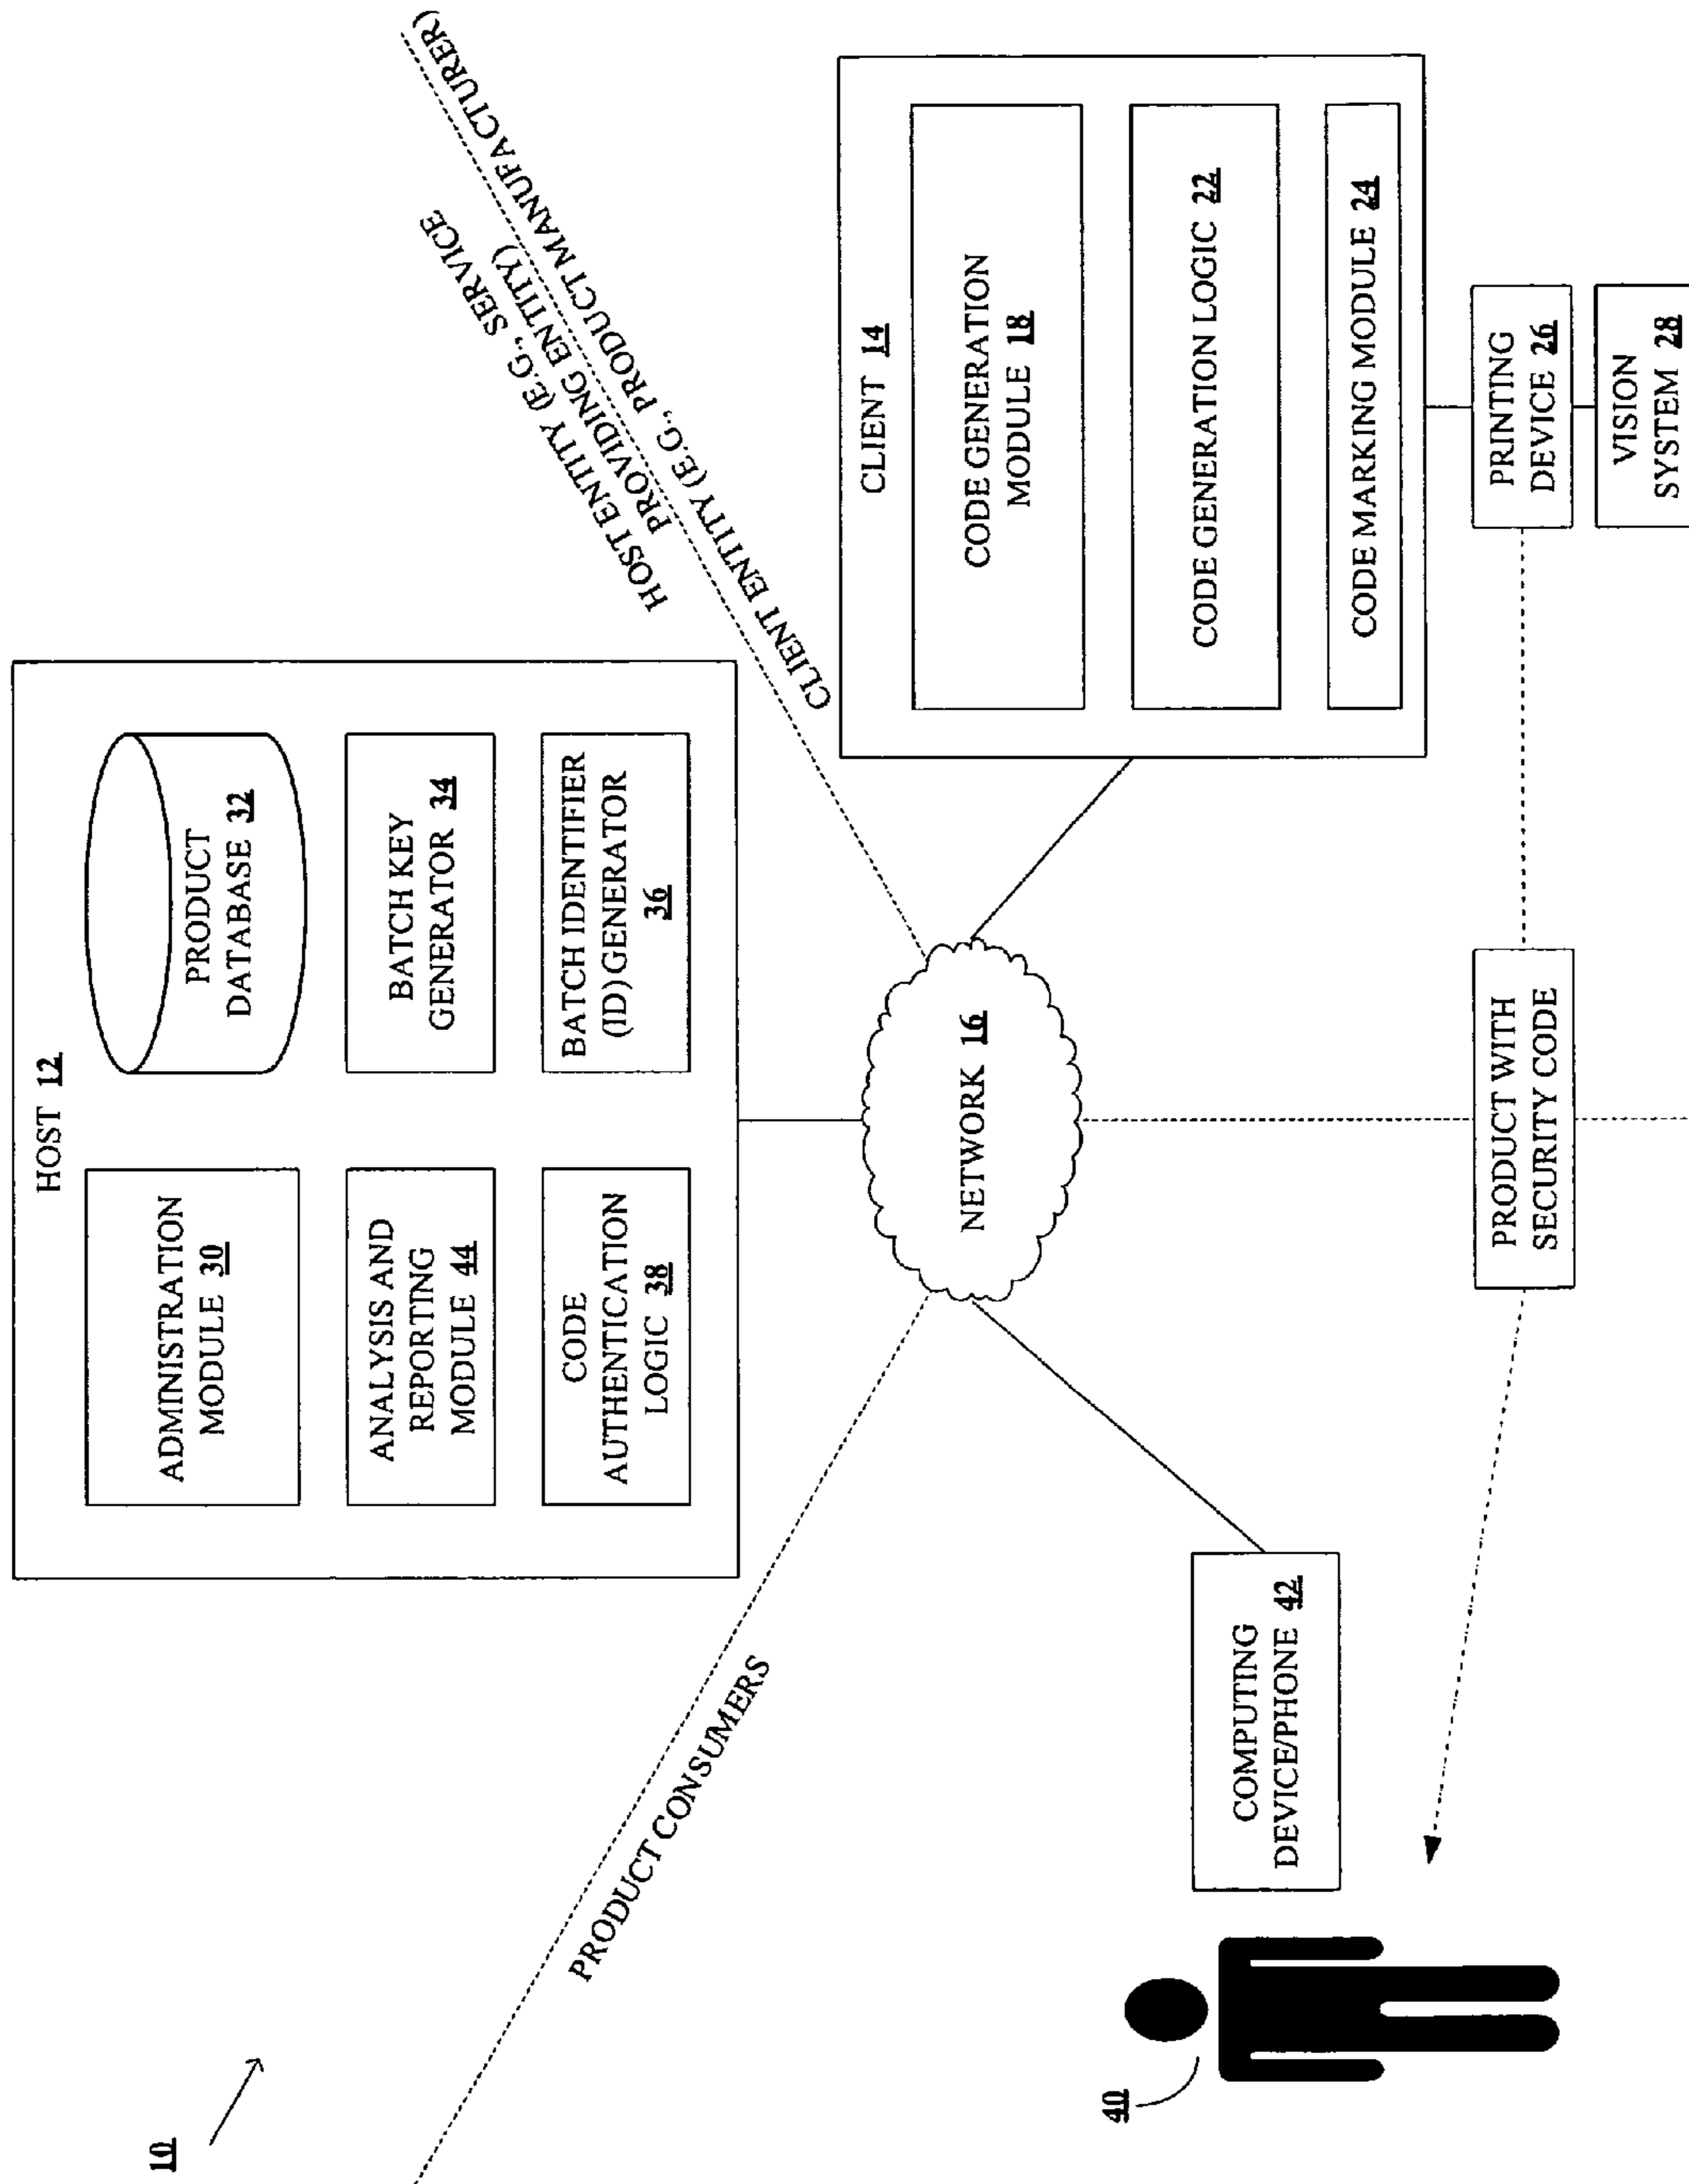 10
HOST 12
ADMINISTRATION
MODULE 30
PRODUCT
DATABASE 32
ANALYSIS AND
REPORTING
MODULE 44
BATCH KEY
GENERATOR 34
CODE
AUTHENTICATION
LOGIC 38
BATCH IDENTIFIER
(ID) GENERATOR
36
PRODUCT CONSUMERS
HOST ENTITY (E.G., SERVICE
PROVIDING ENTITY)
CLIENT ENTITY (E.G., PRODUCT MANUFACTURER)
NETWORK 16
CLIENT 14
CODE GENERATION
MODULE 18
CODE GENERATION LOGIC 22
CODE MARKING MODULE 24
40
COMPUTING
DEVICE/PHONE 42
PRODUCT WITH
SECURITY CODE
PRINTING
DEVICE 26
VISION
SYSTEM 28